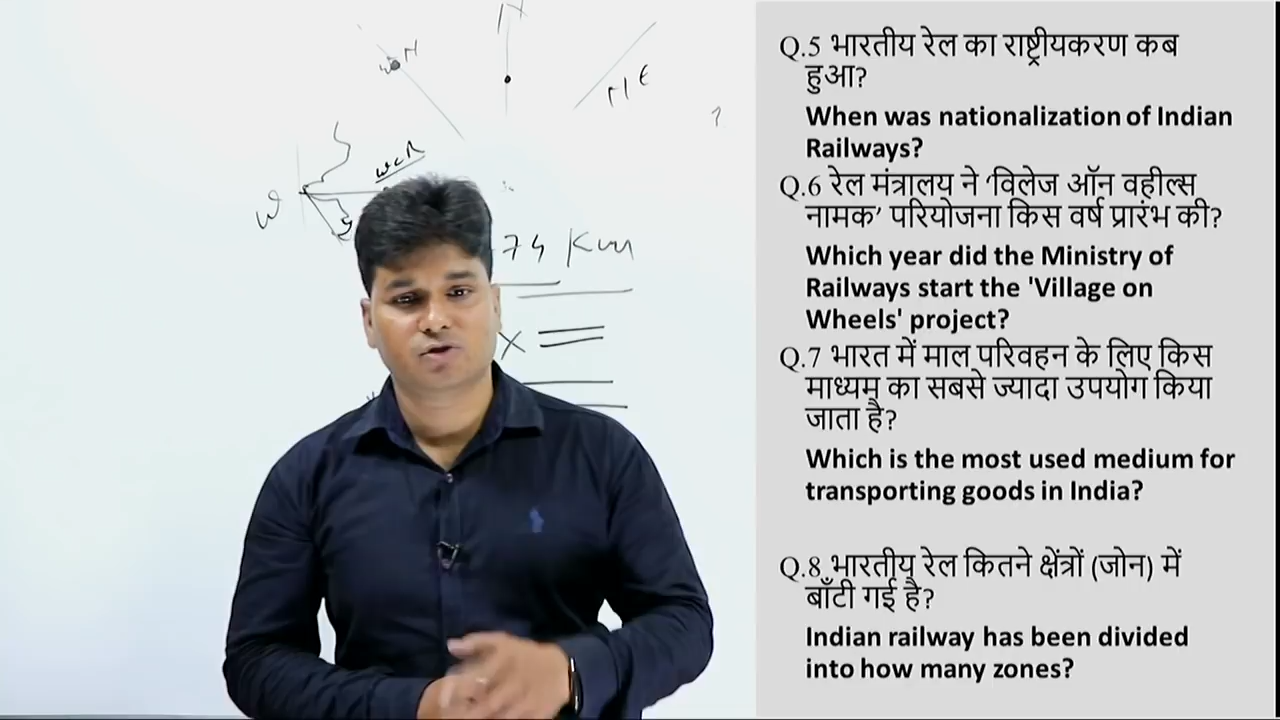 N
W
N E
?
WCR
W
74 Km
X
Q.5 भारतीय रेल का राष्ट्रीयकरण कब
हुआ?
When was nationalization of Indian
Railways?
Q.6 रेल मंत्रालय ने ‘विलेज ऑन वहील्स
नामक’ परियोजना किस वर्ष प्रारंभ की?
Which year did the Ministry of
Railways start the 'Village on
Wheels' project?
Q.7 भारत में माल परिवहन के लिए किस
माध्यम का सबसे ज्यादा उपयोग किया
जाता है?
Which is the most used medium for
transporting goods in India?
Q.8 भारतीय रेल कितने क्षेंत्रों (जोन) में
बाँटी गई है?
Indian railway has been divided
into how many zones?